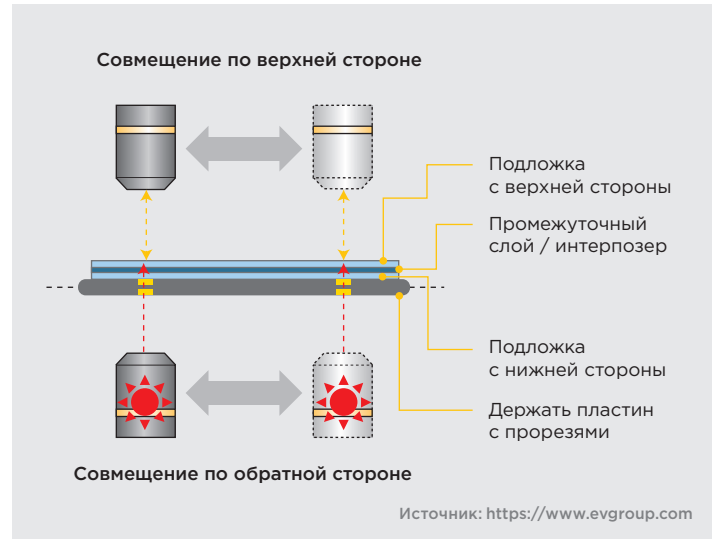 Совмещение по верхней стороне
Подложка
с верхней стороны
Промежуточный
слой / интерпозер
Подложка
с нижней стороны
Держать пластин
с прорезями
Совмещение по обратной стороне
Источник: https://www.evgroup.com